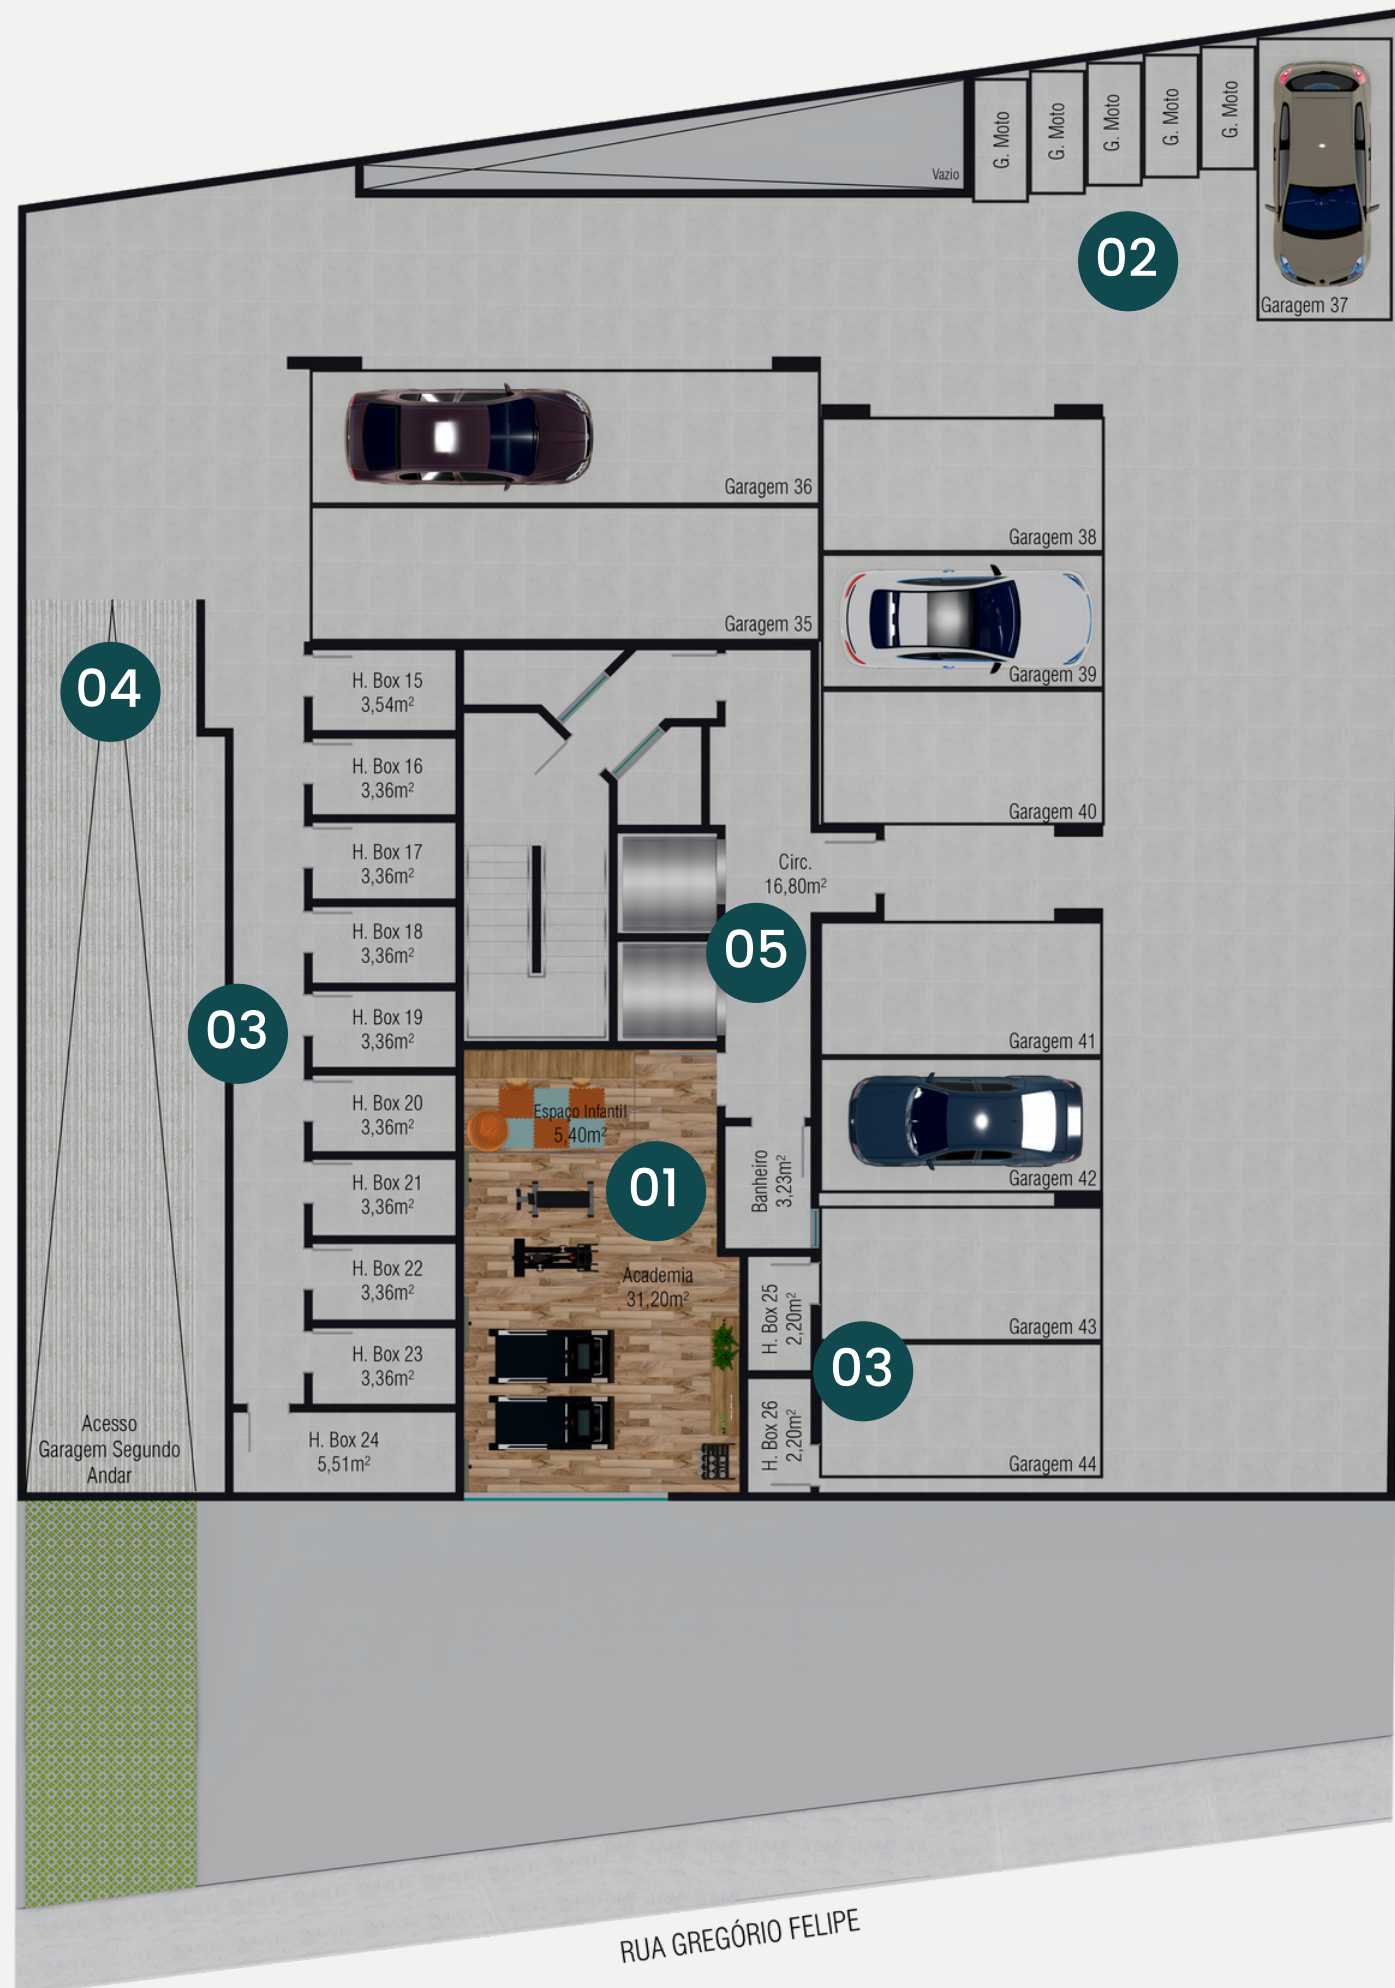 G. Moto
G. Moto
G. Moto
G. Moto
G. Moto
Vazio
02
Garagem 37
Garagem 36
Garagem 38
Garagem 35
Garagem 39
04
H. Box 15
3,54m²
H. Box 16
3,36m²
Garagem 40
H. Box 17
3,36m²
Circ.
16,80m²
H. Box 18
3,36m²
05
03
H. Box 19
3,36m²
Garagem 41
H. Box 20
3,36m²
Espaço Infantil
5,40m²
01
Banheiro
3,23m²
Garagem 42
H. Box 21
3,36m²
H. Box 22
3,36m²
Academia
31,20m²
H. Box 25
2,20m²
Garagem 43
H. Box 23
3,36m²
03
Acesso
Garagem Segundo
Andar
H. Box 24
5,51m²
H. Box 26
2,20m²
Garagem 44
RUA GREGÓRIO FELIPE